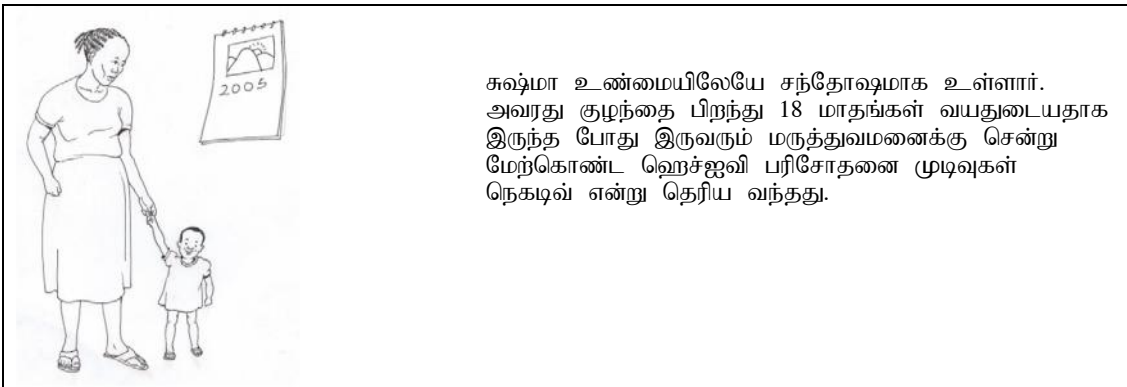 2005
சுஷ்மா உண்மையிலேயே சந்தோஷமாக உள்ளார்.
அவரது குழந்தை பிறந்து 18 மாதங்கள் வயதுடையதாக
இருந்த போது இருவரும் மருத்துவமனைக்கு சென்று
மேற்கொண்ட ஹெச்ஐவி பரிசோதனை முடிவுகள்
நெகடிவ் என்று தெரிய வந்தது.